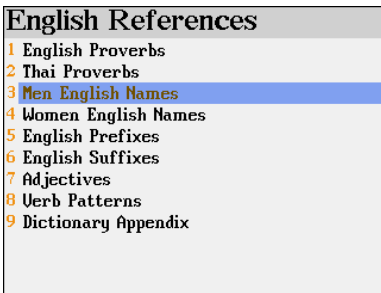 English References
1 English Proverbs
2 Thai Proverbs
3 Men English Names
4 Women English Names
5 English Prefixes
6 English Suffixes
7 Adjectives
8 Verb Patterns
9 Dictionary Appendix